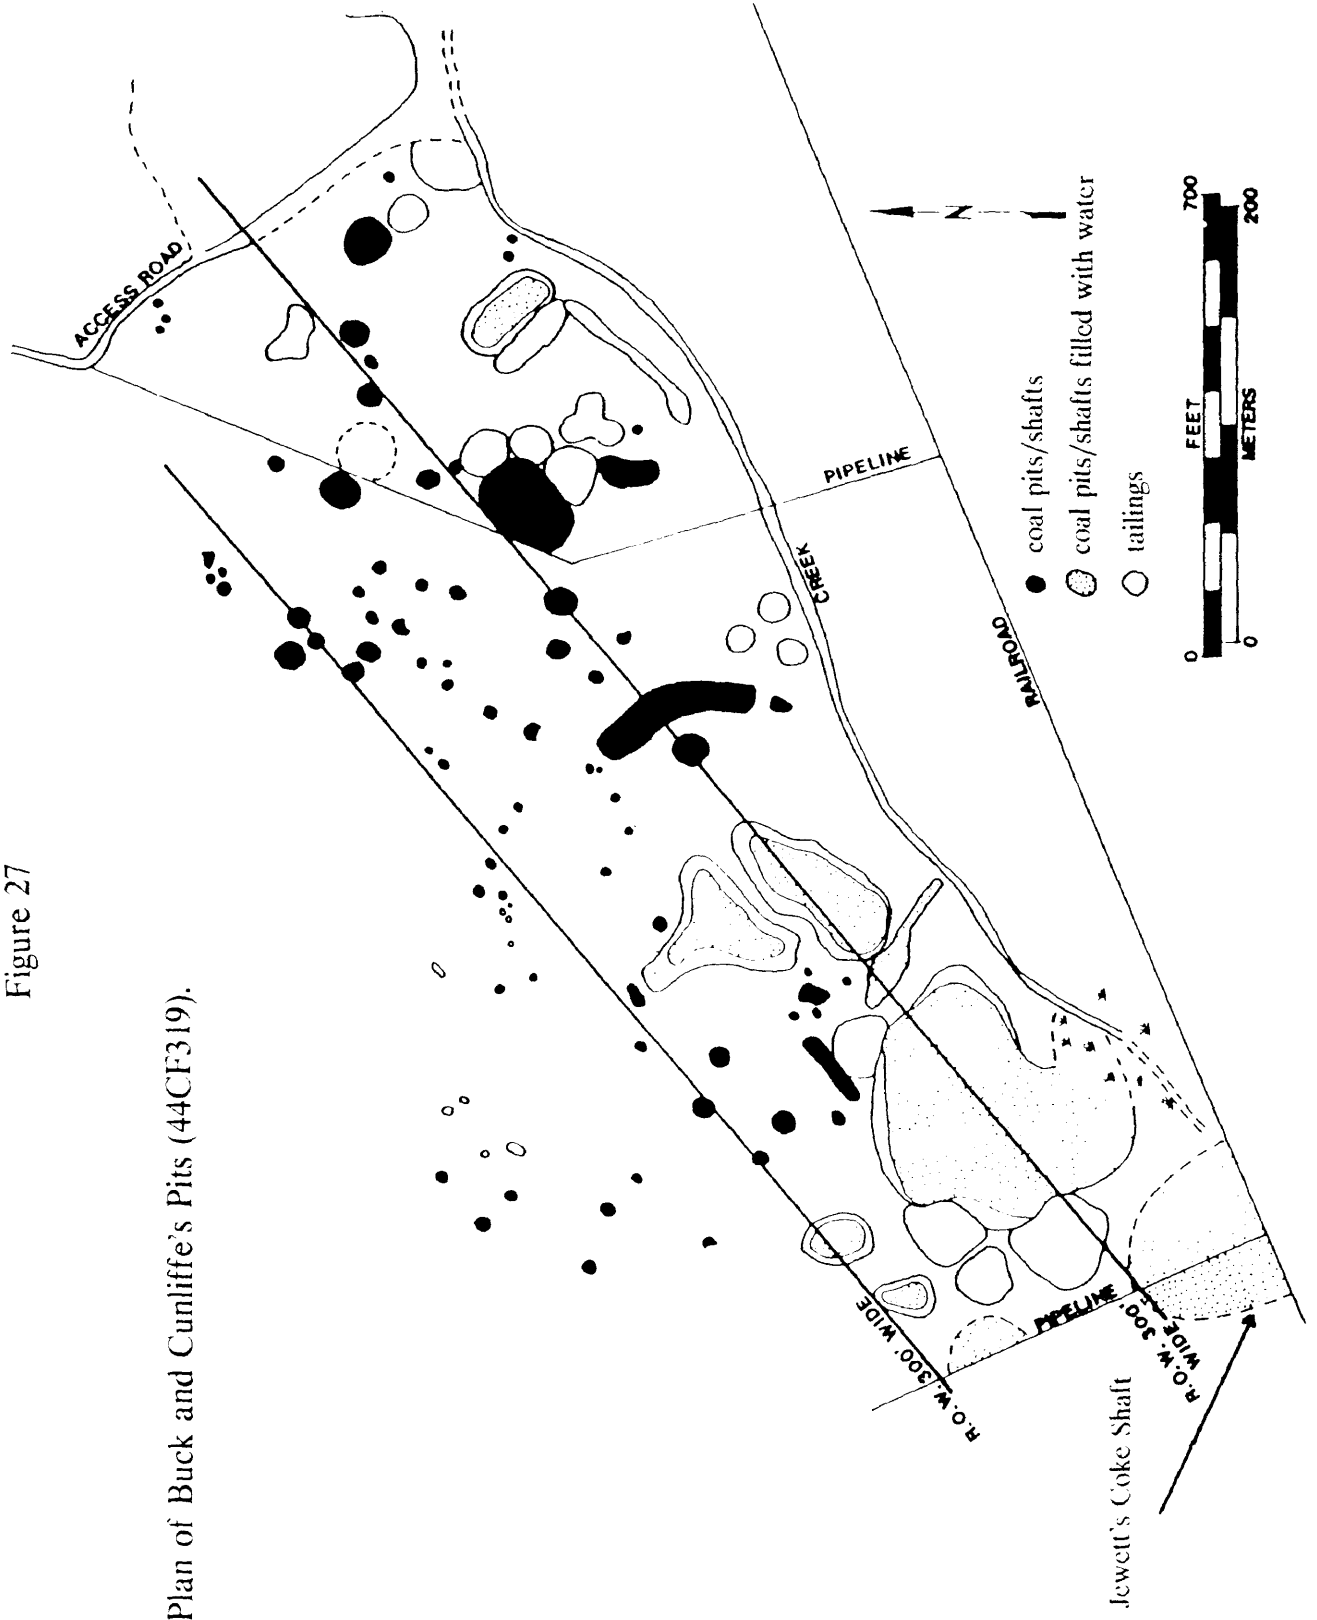 Figure 27
Plan of Buck and Cunliffe's Pits (44CF319).
ACCESS ROAD
PIPELINE
CREEK
RAILROAD
N
coal pits/shafts
coal pits/shafts filled with water
tailings
0 FEET 700
0 METERS 200
R.O.W. 300' WIDE
PIPELINE
R.O.W. 300'
WIDE
Jewett's Coke Shaft